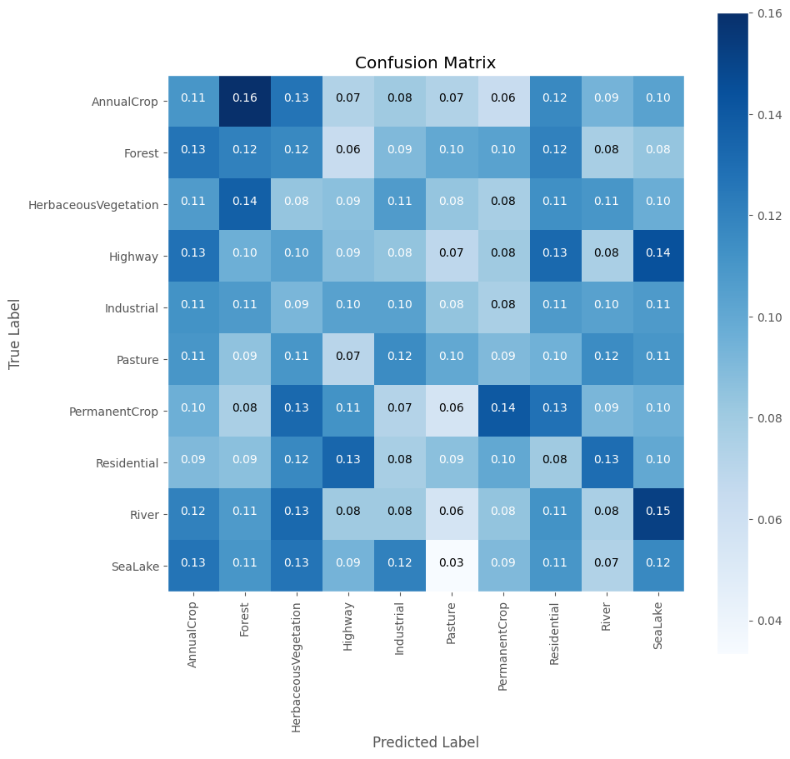 Confusion Matrix
True Label
AnnualCrop 0.11 0.16 0.13 0.07 0.08 0.07 0.06 0.12 0.09 0.10
Forest 0.13 0.12 0.12 0.06 0.09 0.10 0.10 0.12 0.08 0.08
HerbaceousVegetation 0.11 0.14 0.08 0.09 0.11 0.08 0.08 0.11 0.11 0.10
Highway 0.13 0.10 0.10 0.09 0.08 0.07 0.08 0.13 0.08 0.14
Industrial 0.11 0.11 0.09 0.10 0.10 0.08 0.08 0.11 0.10 0.11
Pasture 0.11 0.09 0.11 0.07 0.12 0.10 0.09 0.10 0.12 0.11
PermanentCrop 0.10 0.08 0.13 0.11 0.07 0.06 0.14 0.13 0.09 0.10
Residential 0.09 0.09 0.12 0.13 0.08 0.09 0.10 0.08 0.13 0.10
River 0.12 0.11 0.13 0.08 0.08 0.06 0.08 0.11 0.08 0.15
SeaLake 0.13 0.11 0.13 0.09 0.12 0.03 0.09 0.11 0.07 0.12
AnnualCrop
Forest
HerbaceousVegetation
Highway
Industrial
Pasture
PermanentCrop
Residential
River
SeaLake
Predicted Label
0.16
0.14
0.12
0.10
0.08
0.06
0.04